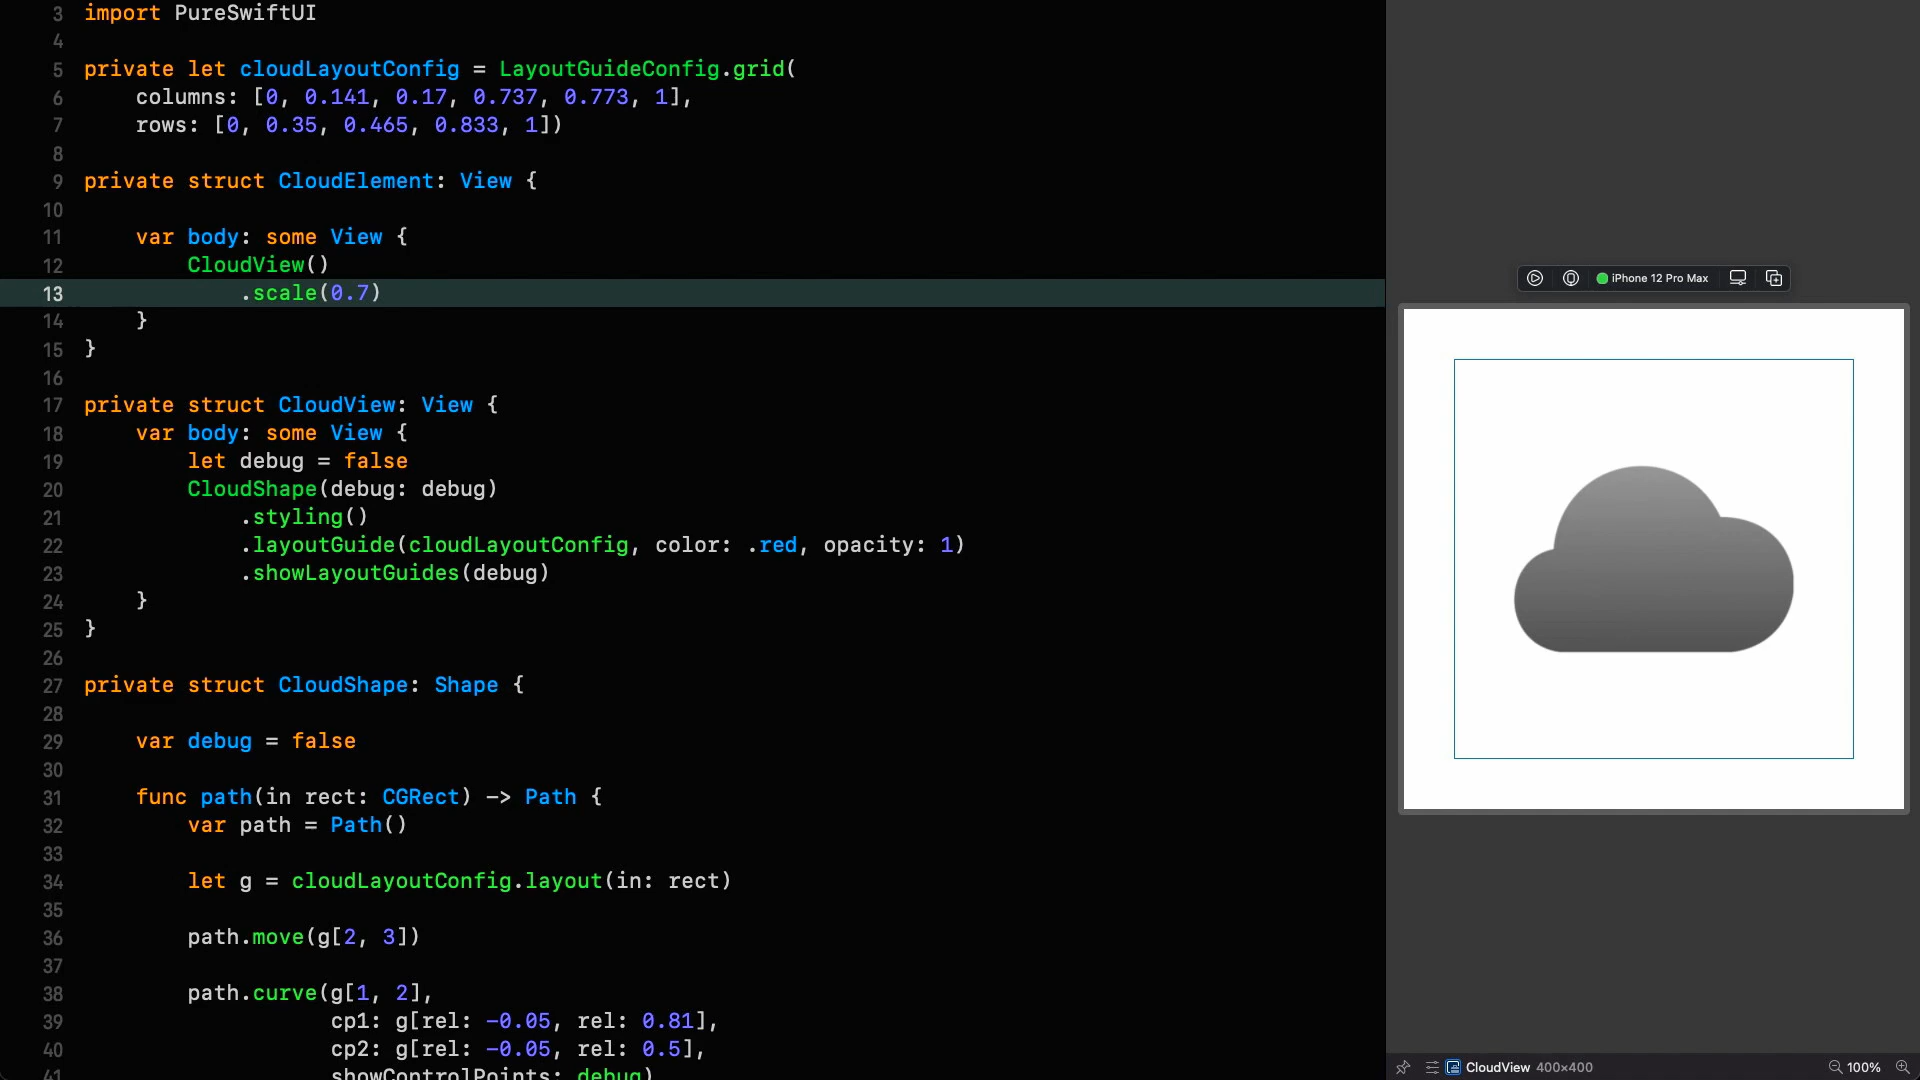 3 import PureSwiftUI
4
5 private let cloudLayoutConfig = LayoutGuideConfig.grid(
6 columns: [0, 0.141, 0.17, 0.737, 0.773, 1],
7 rows: [0, 0.35, 0.465, 0.833, 1])
8
9 private struct CloudElement: View {
10
11 var body: some View {
12 CloudView()
13 .scale(0.7)
14 }
15 }
16
17 private struct CloudView: View {
18 var body: some View {
19 let debug = false
20 CloudShape(debug: debug)
21 .styling()
22 .layoutGuide(cloudLayoutConfig, color: .red, opacity: 1)
23 .showLayoutGuides(debug)
24 }
25 }
26
27 private struct CloudShape: Shape {
28
29 var debug = false
30
31 func path(in rect: CGRect) -> Path {
32 var path = Path()
33
34 let g = cloudLayoutConfig.layout(in: rect)
35
36 path.move(g[2, 3])
37
38 path.curve(g[1, 2],
39 cp1: g[rel: -0.05, rel: 0.81],
40 cp2: g[rel: -0.05, rel: 0.5],
41 showControlPoints: debug)
iPhone 12 Pro Max
CloudView 400×400
100%